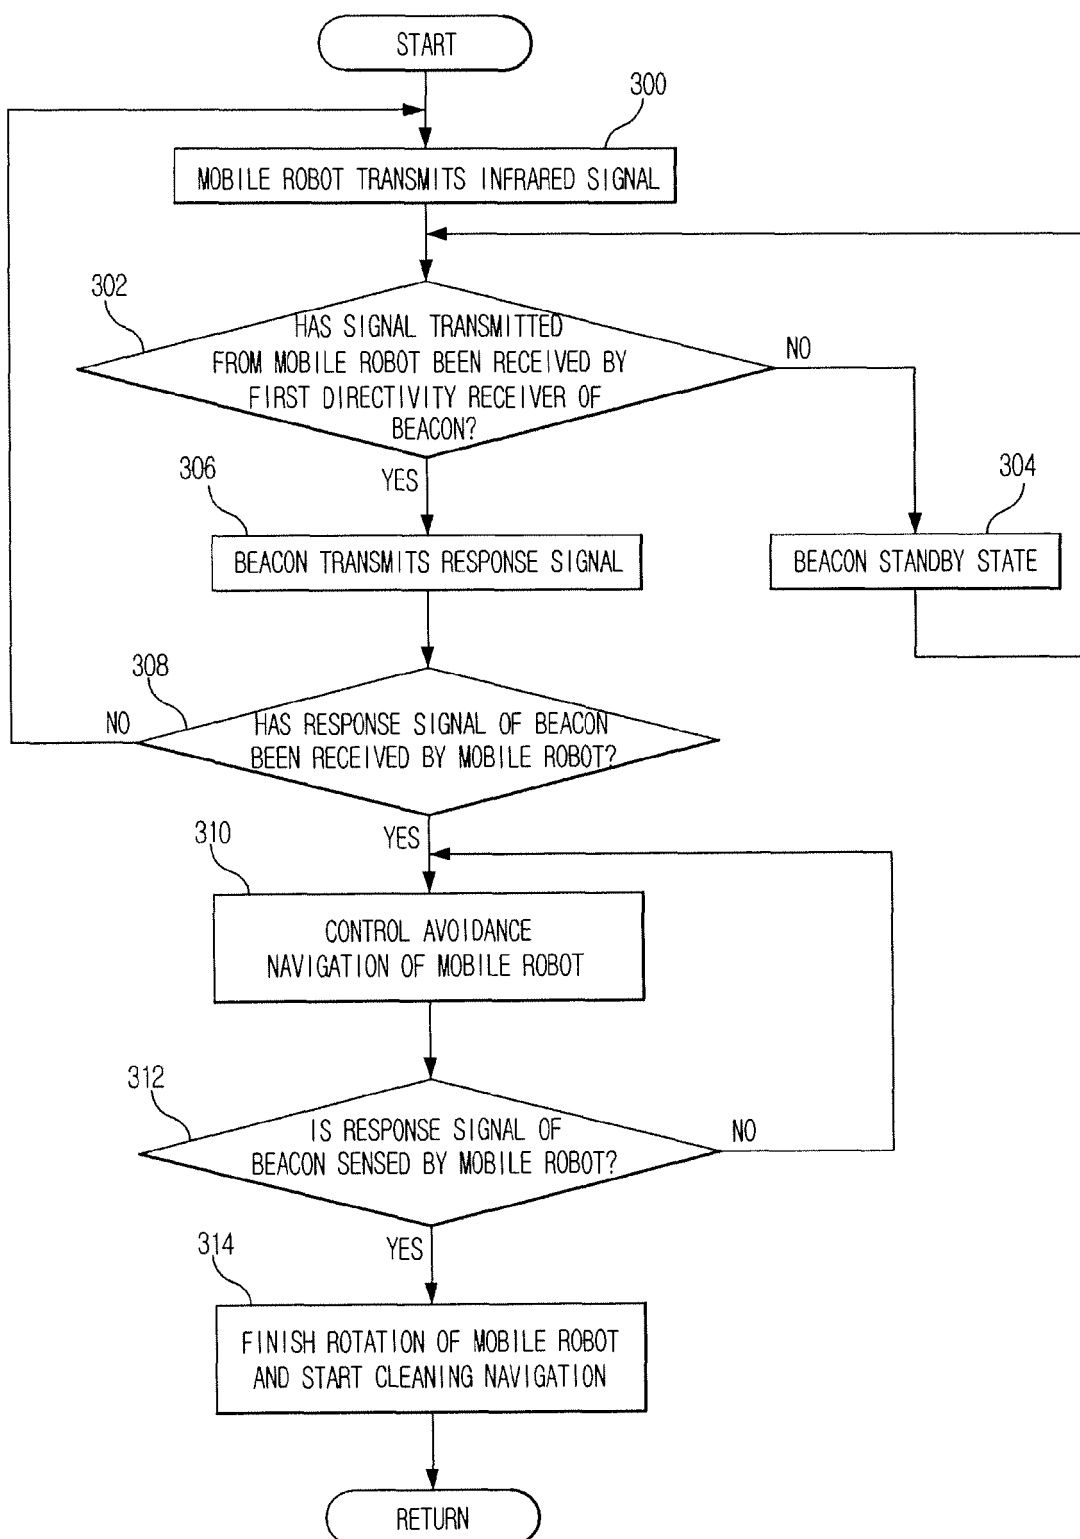 START
300
MOBILE ROBOT TRANSMITS INFRARED SIGNAL
302
HAS SIGNAL TRANSMITTED
FROM MOBILE ROBOT BEEN RECEIVED BY
FIRST DIRECTIVITY RECEIVER OF
BEACON?
NO
YES
306
BEACON TRANSMITS RESPONSE SIGNAL
304
BEACON STANDBY STATE
308
NO
HAS RESPONSE SIGNAL OF BEACON
BEEN RECEIVED BY MOBILE ROBOT?
YES
310
CONTROL AVOIDANCE
NAVIGATION OF MOBILE ROBOT
312
IS RESPONSE SIGNAL OF
BEACON SENSED BY MOBILE ROBOT?
NO
YES
314
FINISH ROTATION OF MOBILE ROBOT
AND START CLEANING NAVIGATION
RETURN